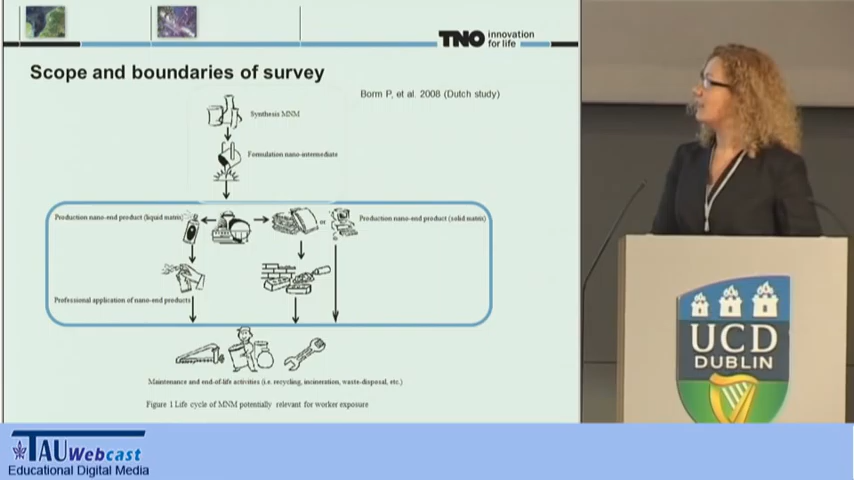 TNO innovation
for life
Scope and boundaries of survey
Borm P, et al. 2008 (Dutch study)
Synthesis MNM
Formulation nano-intermediate
Production nano-end product (liquid matrix)
or
Production nano-end product (solid matrix)
Professional application of nano-end products
Maintenance and end-of-life activities (i.e. recycling, incineration, waste-disposal, etc.)
Figure 1 Life cycle of MNM potentially relevant for worker exposure
UCD
DUBLIN
TAUWebcast
Educational Digital Media